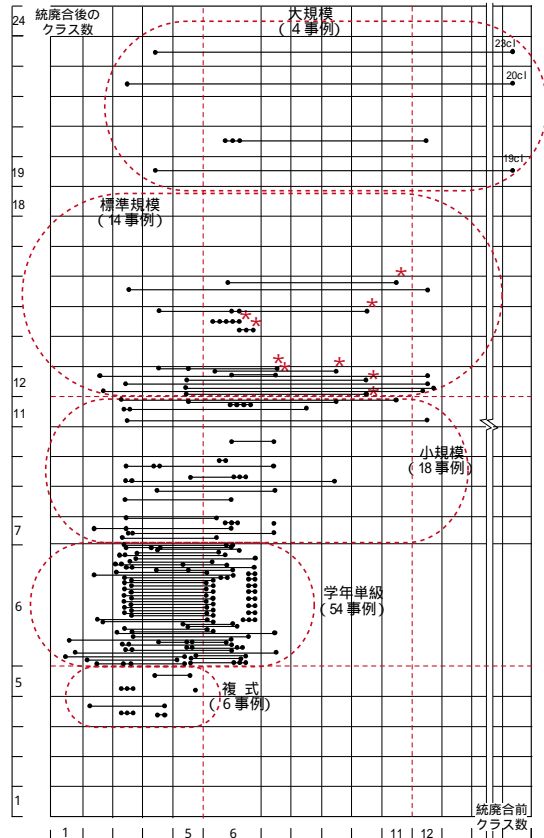 24
統廃合後の
クラス数
大規模
( 4 事例)
23cl
20cl
19cl
19
18
標準規模
( 14 事例)
*
*
*
*
*
*
*
*
*
12
11
小規模
( 18 事例)
7
学年単級
( 54 事例)
6
5
複 式
( 6 事例)
1
統廃合前
クラス数
1 5 6 11 12